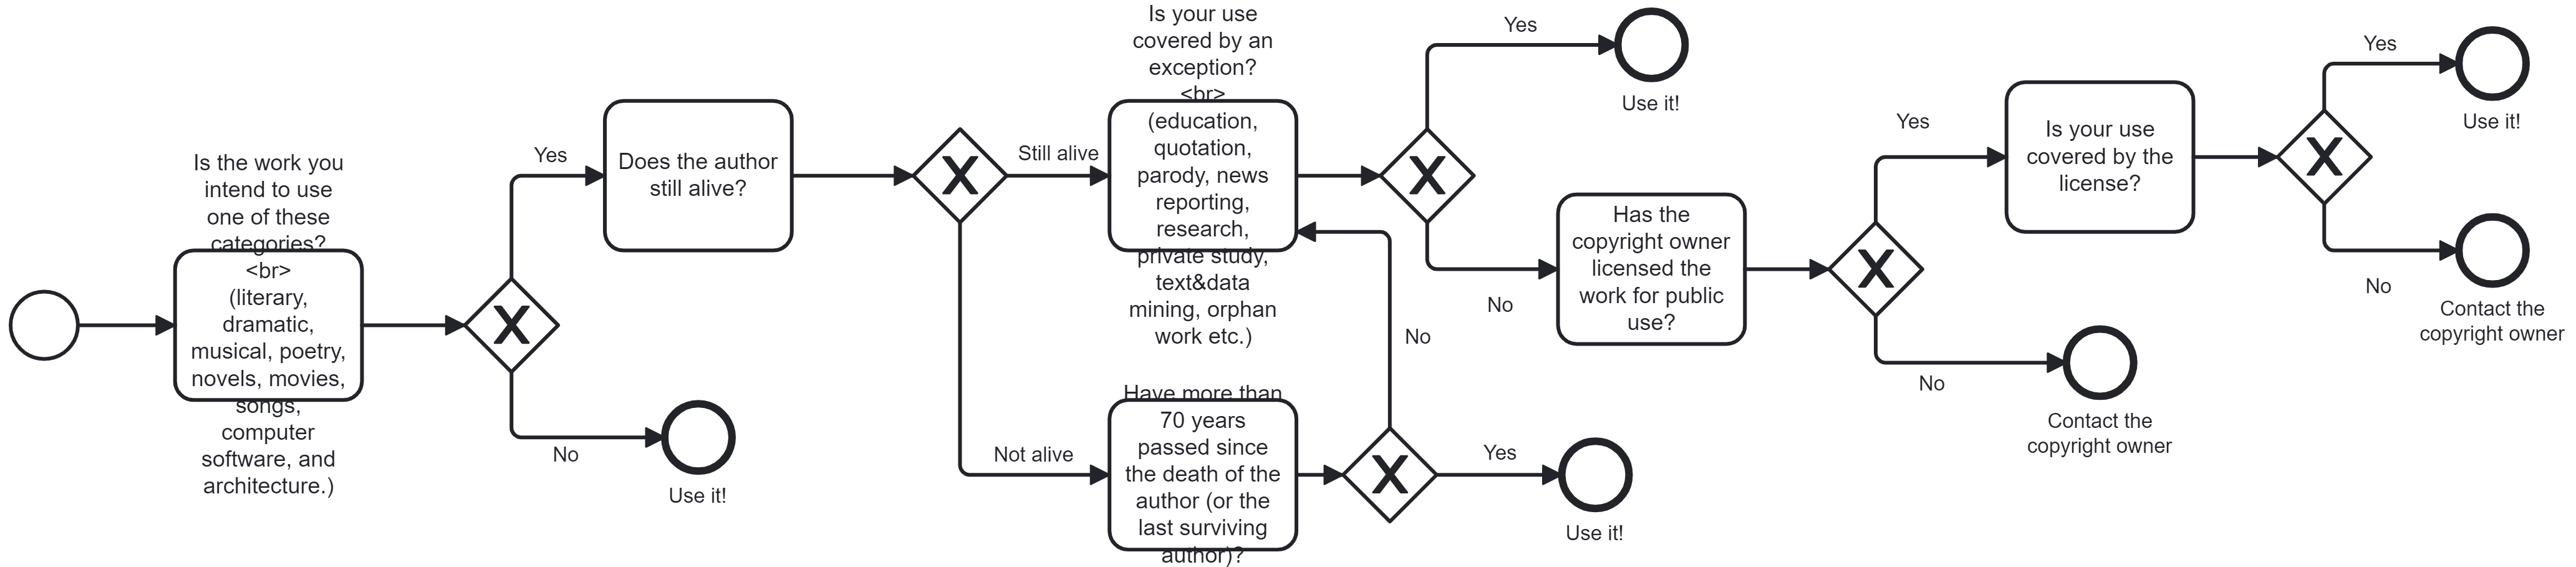 Is the work you
intend to use
one of these
categories?
<br>
(literary,
dramatic,
musical, poetry,
novels, movies,
songs,
computer
software, and
architecture.)
Yes
No
Use it!
Does the author
still alive?
Still alive
Not alive
Is your use
covered by an
exception?
<br>
(education,
quotation,
parody, news
reporting,
research,
private study,
text&data
mining, orphan
work etc.)
Have more than
70 years
passed since
the death of the
author (or the
last surviving
author)?
No
Yes
Use it!
Yes
Use it!
No
Has the
copyright owner
licensed the
work for public
use?
Yes
No
Contact the
copyright owner
Is your use
covered by the
license?
Yes
Use it!
No
Contact the
copyright owner